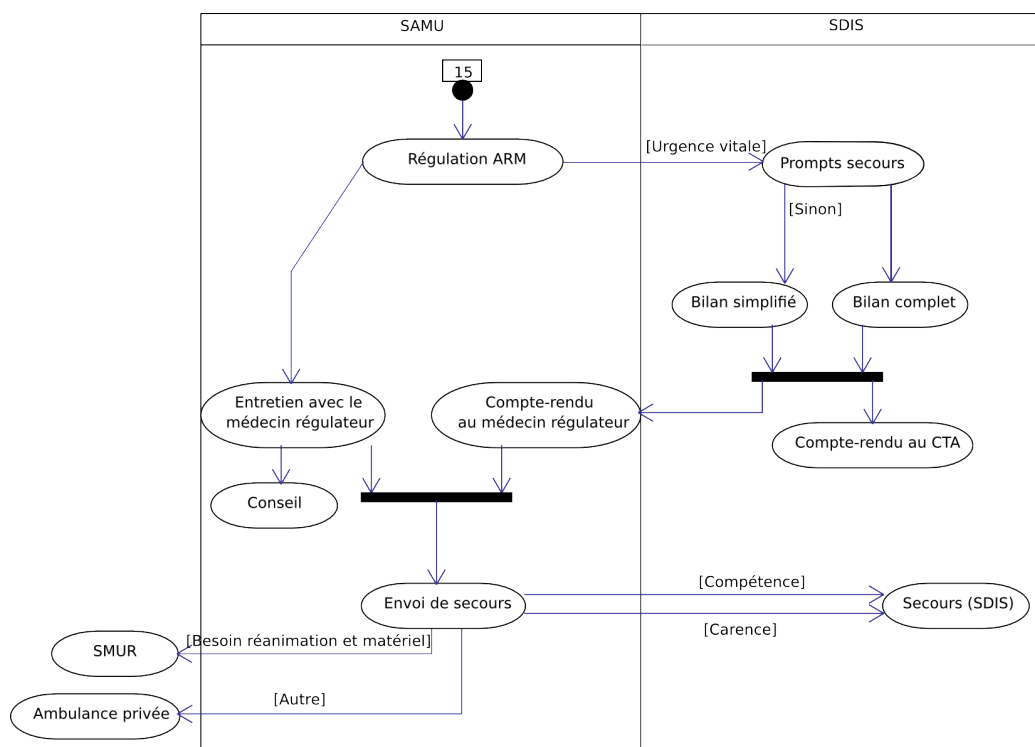 SAMU
SDIS
15
Régulation ARM
[Urgence vitale]
Prompts secours
[Sinon]
Bilan simplifié
Bilan complet
Entretien avec le
médecin régulateur
Compte-rendu
au médecin régulateur
Compte-rendu au CTA
Conseil
Envoi de secours
[Compétence]
[Carence]
Secours (SDIS)
[Besoin réanimation et matériel]
SMUR
[Autre]
Ambulance privée